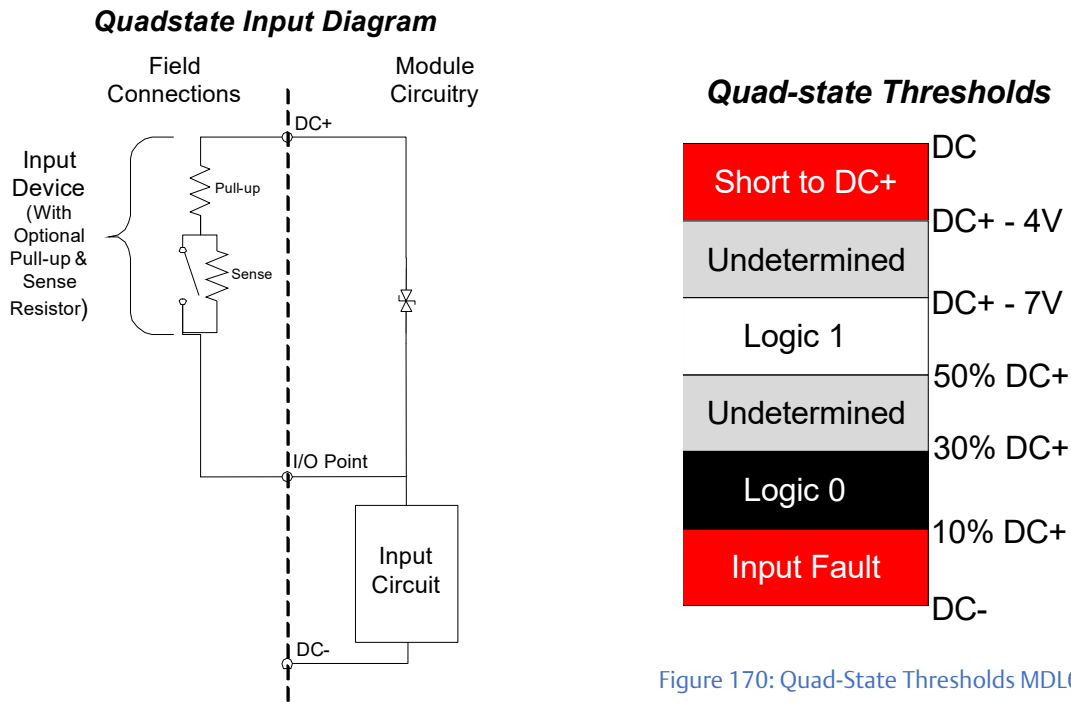 Quadstate Input Diagram
Field
Connections
Module
Circuitry
DC+
Input
Device
(With
Optional
Pull-up &
Sense
Resistor)
Pull-up
Sense
I/O Point
Input
Circuit
DC-
Quad-state Thresholds
DC
Short to DC+
DC+ - 4V
Undetermined
DC+ - 7V
Logic 1
50% DC+
Undetermined
30% DC+
Logic 0
10% DC+
Input Fault
DC-
Figure 170: Quad-State Thresholds MDL6